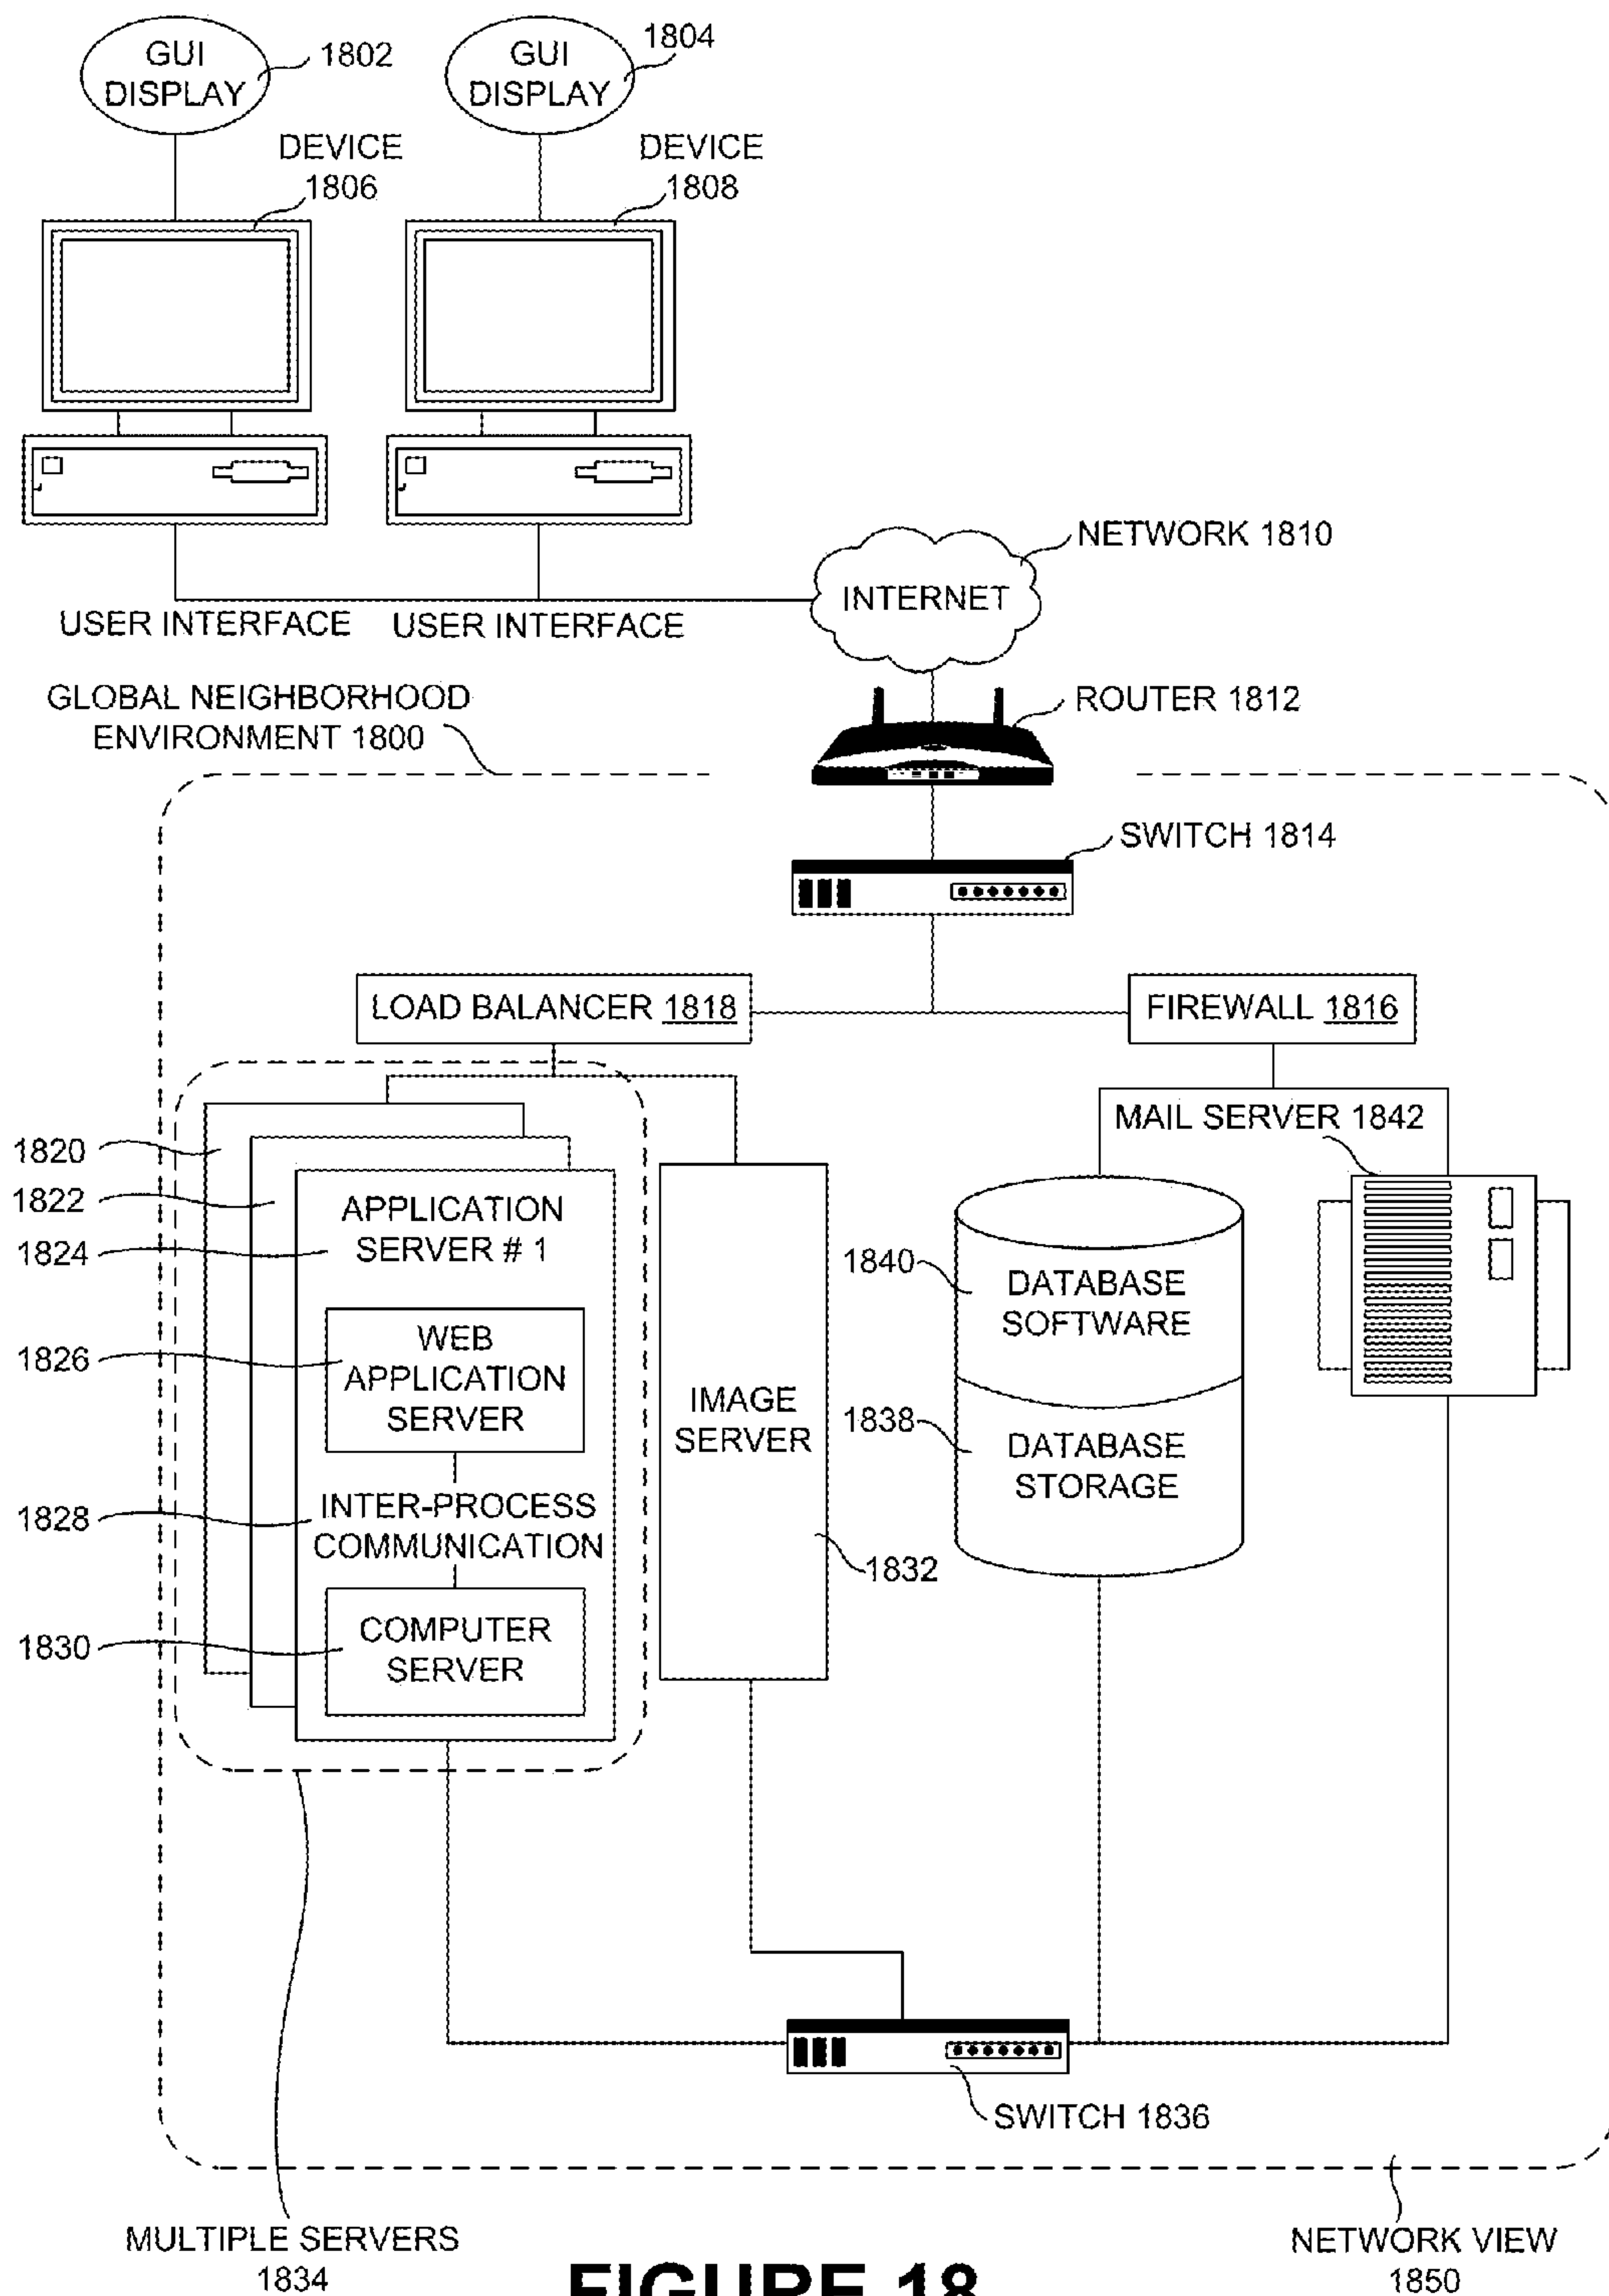 GUI
DISPLAY
1802
GUI
DISPLAY
1804
DEVICE
1806
DEVICE
1808
NETWORK 1810
INTERNET
USER INTERFACE
USER INTERFACE
GLOBAL NEIGHBORHOOD
ENVIRONMENT 1800
ROUTER 1812
SWITCH 1814
LOAD BALANCER 1818
FIREWALL 1816
MAIL SERVER 1842
1820
1822
1824
APPLICATION
SERVER # 1
1826
WEB
APPLICATION
SERVER
1828
INTER-PROCESS
COMMUNICATION
1830
COMPUTER
SERVER
IMAGE
SERVER
1832
1840
DATABASE
SOFTWARE
1838
DATABASE
STORAGE
SWITCH 1836
MULTIPLE SERVERS
1834
NETWORK VIEW
1850
FIGURE 18